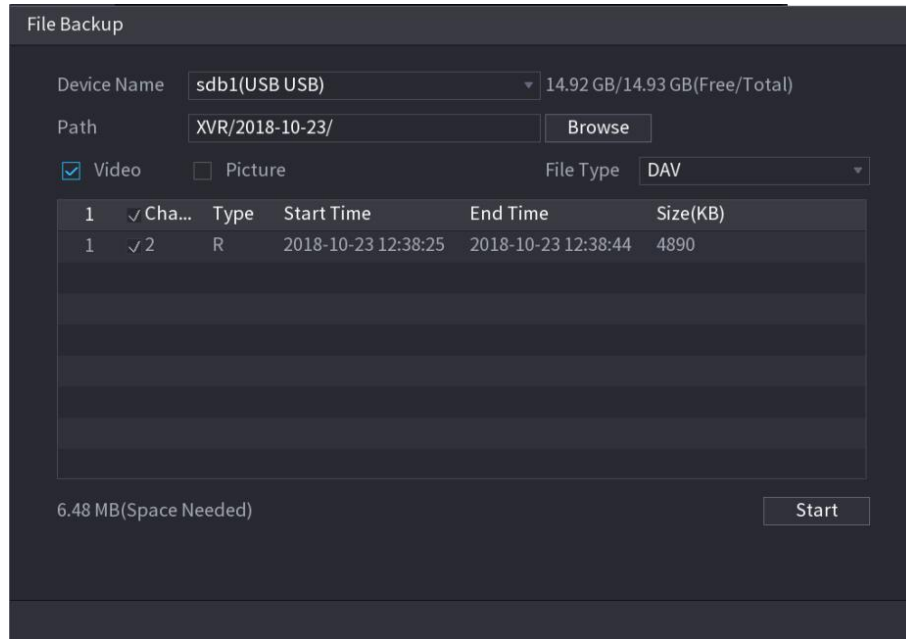 File Backup
Device Name sdb1(USB USB) 14.92 GB/14.93 GB(Free/Total)
Path XVR/2018-10-23/ Browse
Video Picture File Type DAV
1 Cha... Type Start Time End Time Size(KB)
1 2 R 2018-10-23 12:38:25 2018-10-23 12:38:44 4890
6.48 MB(Space Needed) Start